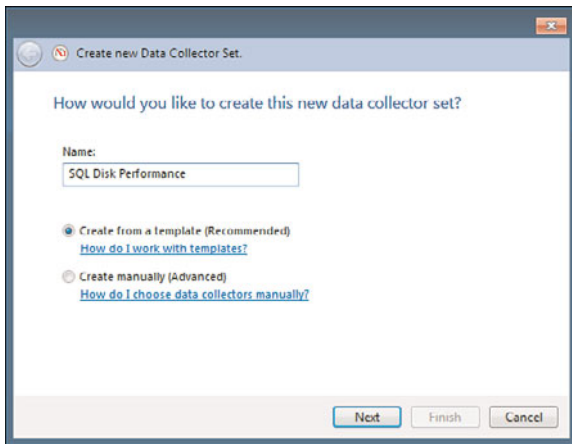 Create new Data Collector Set.
How would you like to create this new data collector set?
Name:
SQL Disk Performance
Create from a template (Recommended)
How do I work with templates?
Create manually (Advanced)
How do I choose data collectors manually?
Next
Finish
Cancel